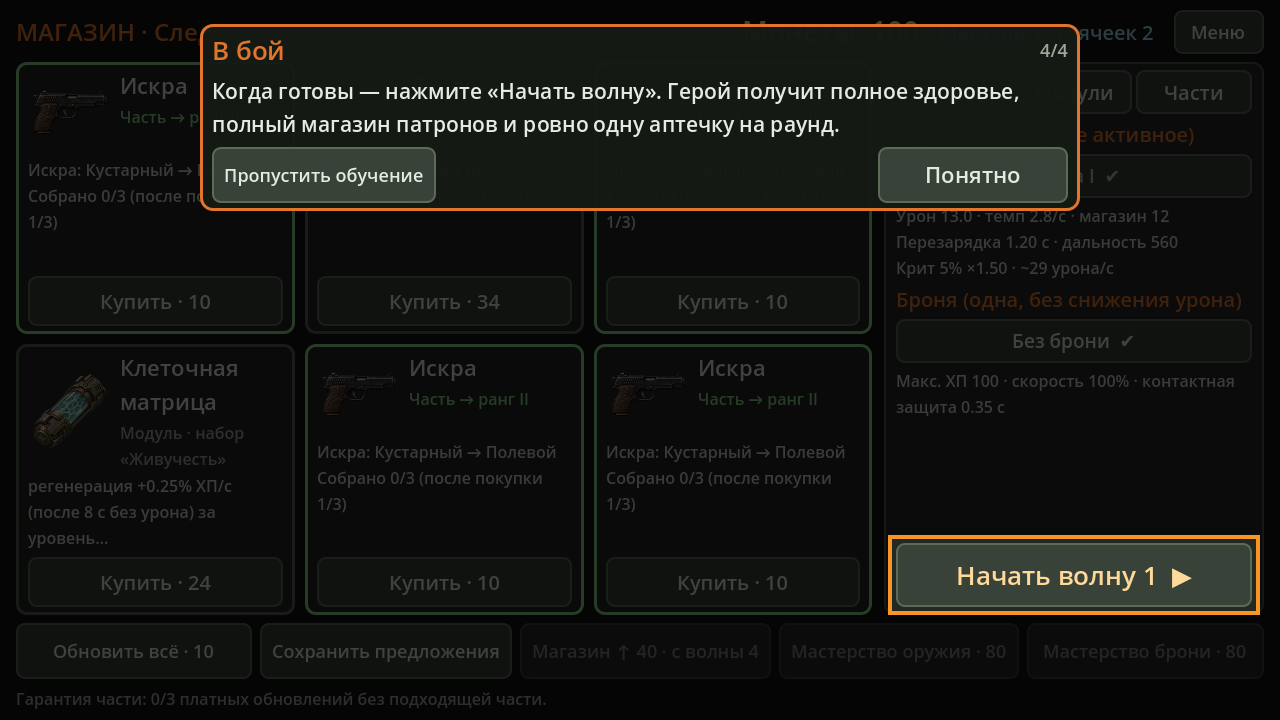 МАГАЗИН · Сле
ячеек 2
Меню
В бой
4/4
Когда готовы — нажмите «Начать волну». Герой получит полное здоровье,
полный магазин патронов и ровно одну аптечку на раунд.
Пропустить обучение
Понятно
Искра
Искра: Кустарный →
Собрано 0/3 (после
1/3)
Купить · 10
Купить · 34
1/3)
Купить · 10
Клеточная
матрица
Модуль · набор
«Живучесть»
регенерация +0.25% ХП/с
(после 8 с без урона) за
уровень...
Купить · 24
Искра
Часть → ранг II
Искра: Кустарный → Полевой
Собрано 0/3 (после покупки
1/3)
Купить · 10
Искра
Часть → ранг II
Искра: Кустарный → Полевой
Собрано 0/3 (после покупки
1/3)
Купить · 10
Части
е активное)
I ✔
Урон 13.0 · темп 2.8/с · магазин 12
Перезарядка 1.20 с · дальность 560
Крит 5% ×1.50 · ~29 урона/с
Броня (одна, без снижения урона)
Без брони ✔
Макс. ХП 100 · скорость 100% · контактная
защита 0.35 с
Начать волну 1 ▶
Обновить всё · 10
Сохранить предложения
Магазин ↑ 40 · с волны 4
Мастерство оружия · 80
Мастерство брони · 80
Гарантия части: 0/3 платных обновлений без подходящей части.